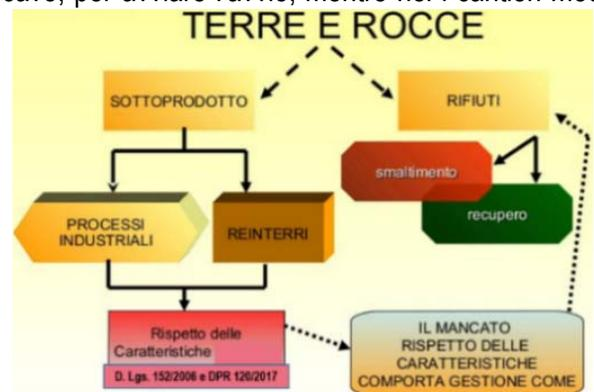 TERRE E ROCCE
SOTTOPRODOTTO
RIFIUTI
smaltimento
recupero
PROCESSI
INDUSTRIALI
REINTERRI
Rispetto delle
Caratteristiche
D. Lgs. 152/2006 e DPR 120/2017
IL MANCATO
RISPETTO DELLE
CARATTERISTICHE
COMPORTA GESTIONE COME